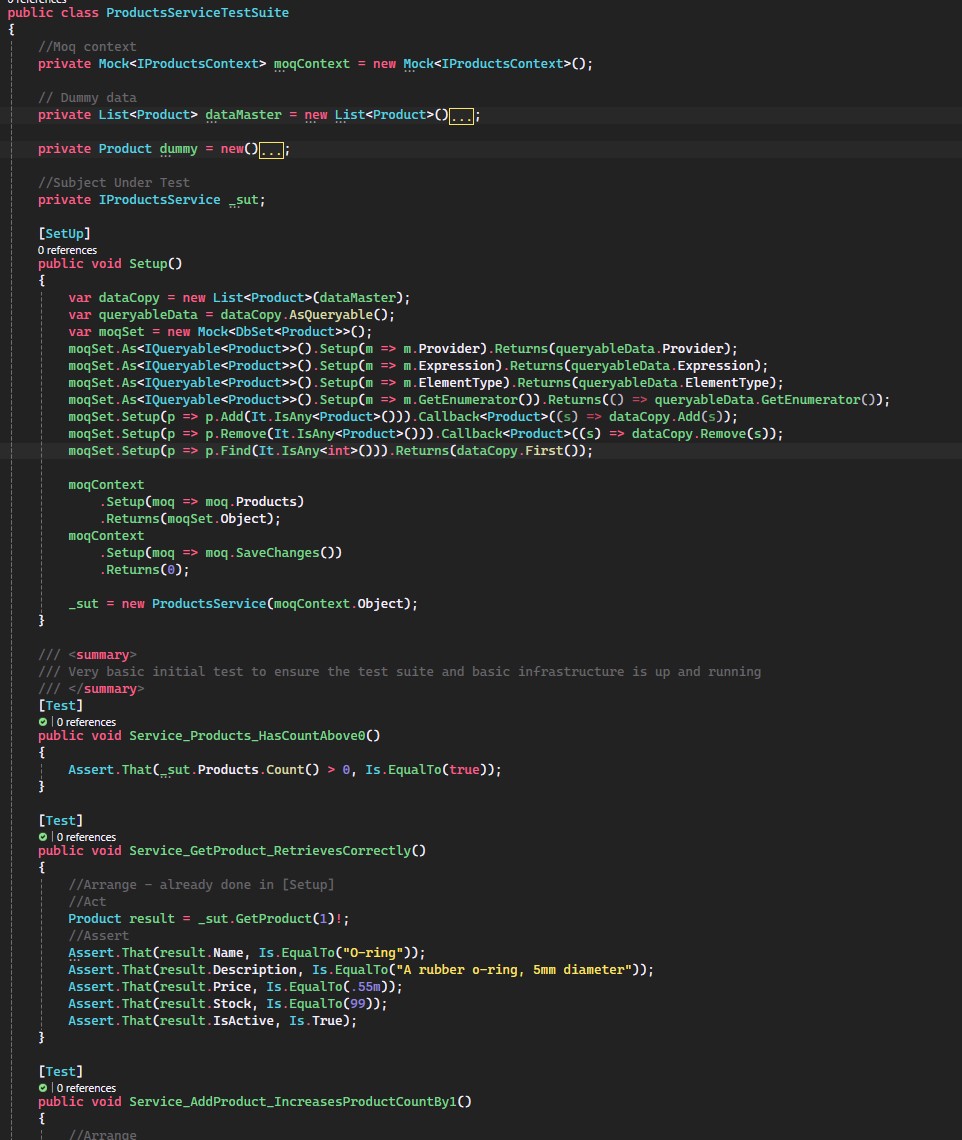 0 references
public class ProductsServiceTestSuite
{
//Moq context
private Mock<IProductsContext> moqContext = new Mock<IProductsContext>();
// Dummy data
private List<Product> dataMaster = new List<Product>()...;
private Product dummy = new()...;
//Subject Under Test
private IProductsService _sut;
[SetUp]
0 references
public void Setup()
{
var dataCopy = new List<Product>(dataMaster);
var queryableData = dataCopy.AsQueryable();
var moqSet = new Mock<DbSet<Product>>();
moqSet.As<IQueryable<Product>>().Setup(m => m.Provider).Returns(queryableData.Provider);
moqSet.As<IQueryable<Product>>().Setup(m => m.Expression).Returns(queryableData.Expression);
moqSet.As<IQueryable<Product>>().Setup(m => m.ElementType).Returns(queryableData.ElementType);
moqSet.As<IQueryable<Product>>().Setup(m => m.GetEnumerator()).Returns(() => queryableData.GetEnumerator());
moqSet.Setup(p => p.Add(It.IsAny<Product>())).Callback<Product>((s) => dataCopy.Add(s));
moqSet.Setup(p => p.Remove(It.IsAny<Product>())).Callback<Product>((s) => dataCopy.Remove(s));
moqSet.Setup(p => p.Find(It.IsAny<int>())).Returns(dataCopy.First());
moqContext
.Setup(moq => moq.Products)
.Returns(moqSet.Object);
moqContext
.Setup(moq => moq.SaveChanges())
.Returns(0);
_sut = new ProductsService(moqContext.Object);
}
/// <summary>
/// Very basic initial test to ensure the test suite and basic infrastructure is up and running
/// </summary>
[Test]
| 0 references
public void Service_Products_HasCountAbove0()
{
Assert.That(_sut.Products.Count() > 0, Is.EqualTo(true));
}
[Test]
| 0 references
public void Service_GetProduct_RetrievesCorrectly()
{
//Arrange - already done in [Setup]
//Act
Product result = _sut.GetProduct(1)!;
//Assert
Assert.That(result.Name, Is.EqualTo("O-ring"));
Assert.That(result.Description, Is.EqualTo("A rubber o-ring, 5mm diameter"));
Assert.That(result.Price, Is.EqualTo(.55m));
Assert.That(result.Stock, Is.EqualTo(99));
Assert.That(result.IsActive, Is.True);
}
[Test]
| 0 references
public void Service_AddProduct_IncreasesProductCountBy1()
{
//Arrange